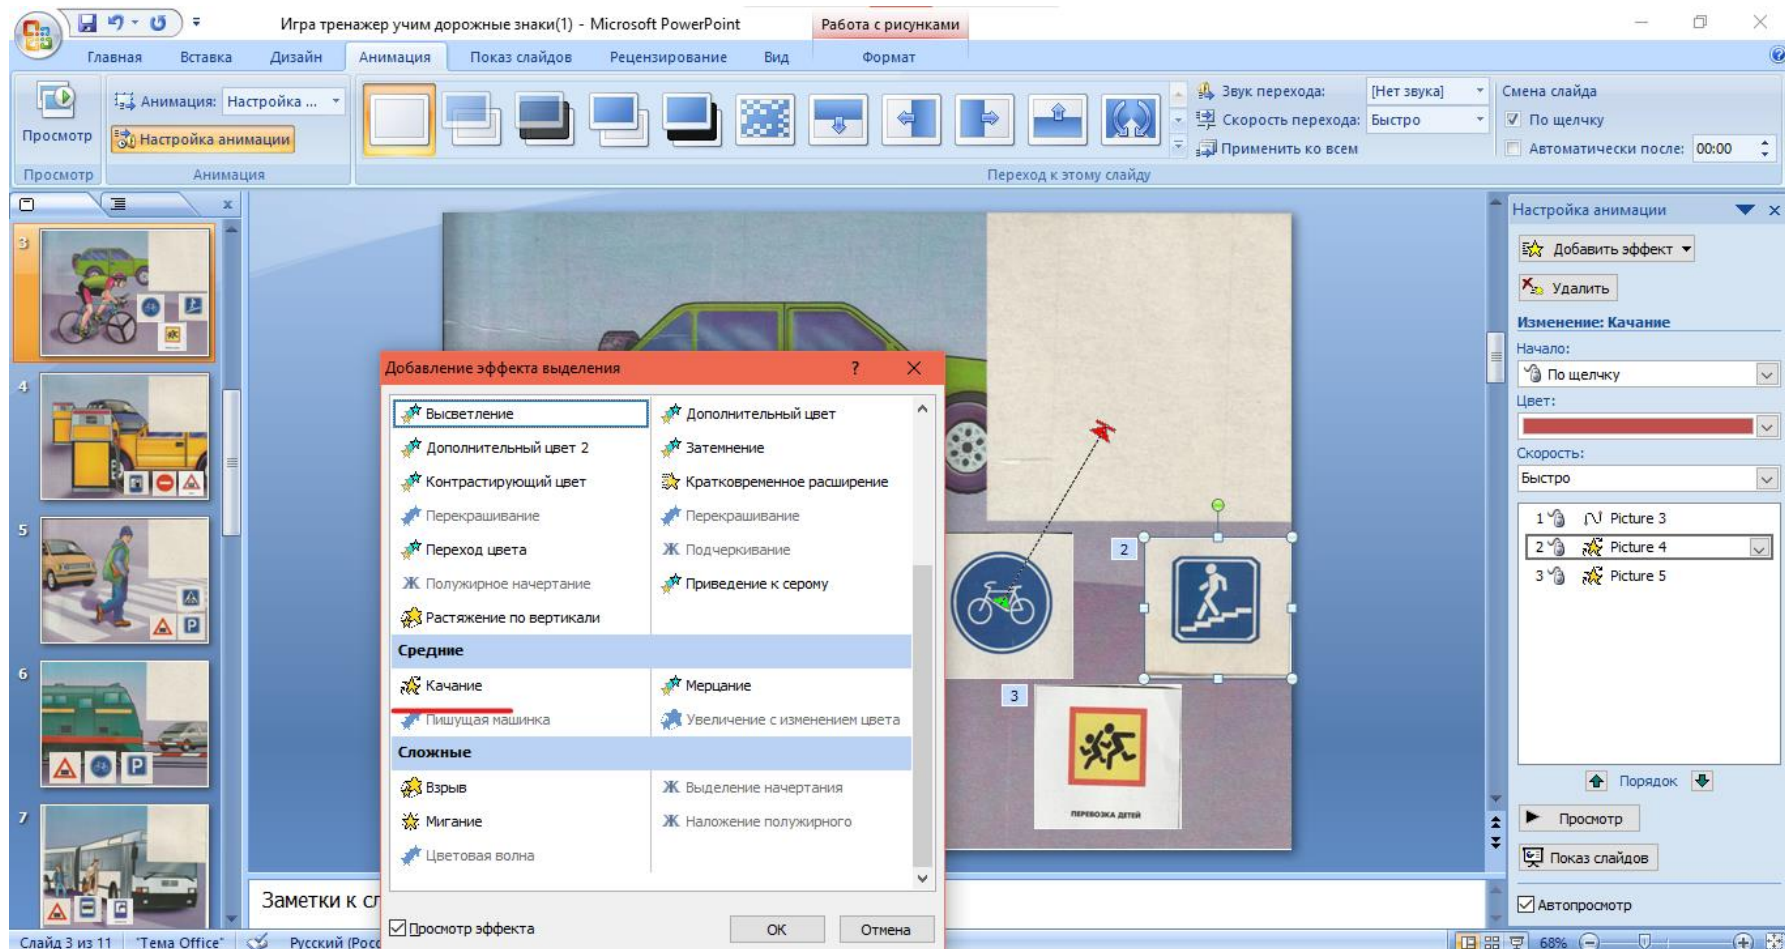 Игра тренажер учим дорожные знаки(1) - Microsoft PowerPoint
Работа с рисунками
Главная
Вставка
Дизайн
Анимация
Показ слайдов
Рецензирование
Вид
Формат
Просмотр
Анимация: Настройка ...
Настройка анимации
Звук перехода: [Нет звука]
Скорость перехода: Быстро
Применить ко всем
Смена слайда
По щелчку
Автоматически после: 00:00
Просмотр
Анимация
Переход к этому слайду
3
4
5
6
7
Добавление эффекта выделения
?
Высветление
Дополнительный цвет
Дополнительный цвет 2
Затемнение
Контрастирующий цвет
Кратковременное расширение
Перекрашивание
Перекрашивание
Переход цвета
Ж Подчеркивание
Ж Полужирное начертание
Приведение к серому
Растяжение по вертикали
Средние
Качание
Мерцание
Пишущая машинка
Увеличение с изменением цвета
Сложные
Взрыв
Ж Выделение начертания
Мигание
Ж Наложение полужирного
Цветовая волна
Просмотр эффекта
ОК
Отмена
2
3
ПЕРЕВОЗКА ДЕТЕЙ
Настройка анимации
Добавить эффект
Удалить
Изменение: Качание
Начало:
По щелчку
Цвет:
Скорость:
Быстро
1 Picture 3
2 Picture 4
3 Picture 5
Порядок
Просмотр
Показ слайдов
Автопросмотр
Заметки к сл
Слайд 3 из 11
"Тема Office"
Русский (Росс
68%